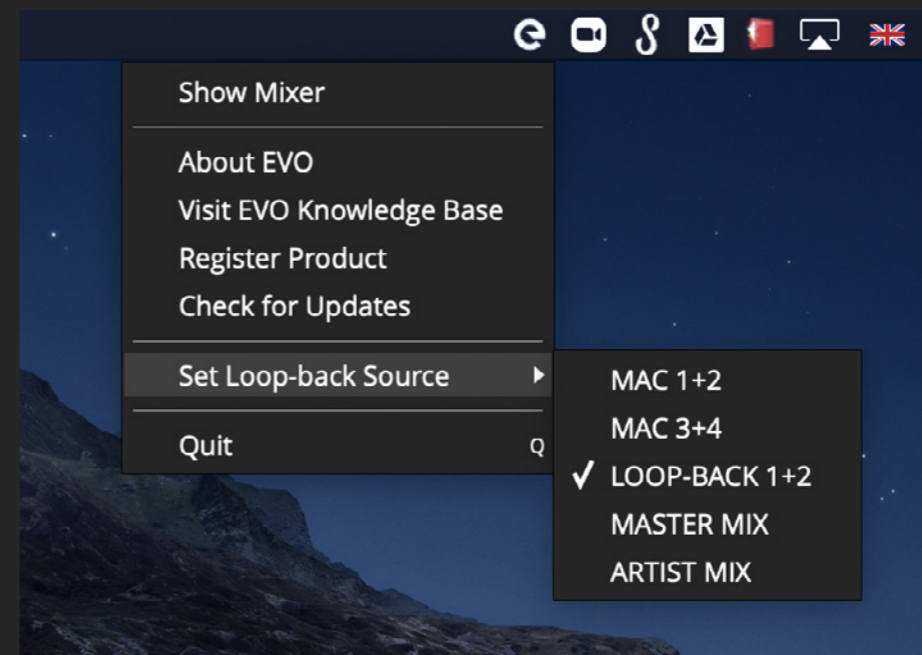 Show Mixer
About EVO
Visit EVO Knowledge Base
Register Product
Check for Updates
Set Loop-back Source
Quit Q
MAC 1+2
MAC 3+4
LOOP-BACK 1+2
MASTER MIX
ARTIST MIX